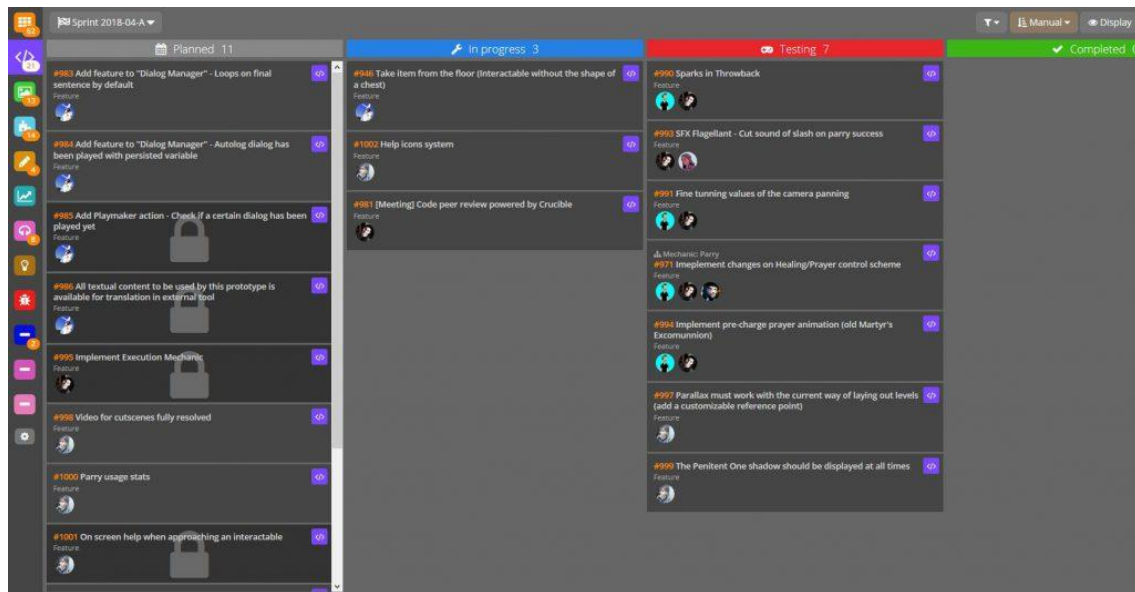 52
Sprint 2018-04-A
Manual
Display
21
13
14
4
8
2
Planned 11
#983 Add feature to "Dialog Manager" - Loops on final
sentence by default
Feature
#984 Add feature to "Dialog Manager" - Autolog dialog has
been played with persisted variable
Feature
#985 Add Playmaker action - Check if a certain dialog has been
played yet
Feature
#986 All textual content to be used by this prototype is
available for translation in external tool
Feature
#995 Implement Execution Mechanic
Feature
#998 Video for cutscenes fully resolved
Feature
#1000 Parry usage stats
Feature
#1001 On screen help when approaching an interactable
Feature
In progress 3
#946 Take item from the floor (Interactable without the shape of
a chest)
Feature
#1002 Help icons system
Feature
#981 [Meeting] Code peer review powered by Crucible
Feature
Testing 7
#990 Sparks in Throwback
Feature
#993 SFX Flagellant - Cut sound of slash on parry success
Feature
#991 Fine tunning values of the camera panning
Feature
Mechanic: Parry
#971 Imeplement changes on Healing/Prayer control scheme
Feature
#994 Implement pre-charge prayer animation (old Martyr's
Excomunnion)
Feature
#997 Parallax must work with the current way of laying out levels
(add a customizable reference point)
Feature
#999 The Penitent One shadow should be displayed at all times
Feature
Completed